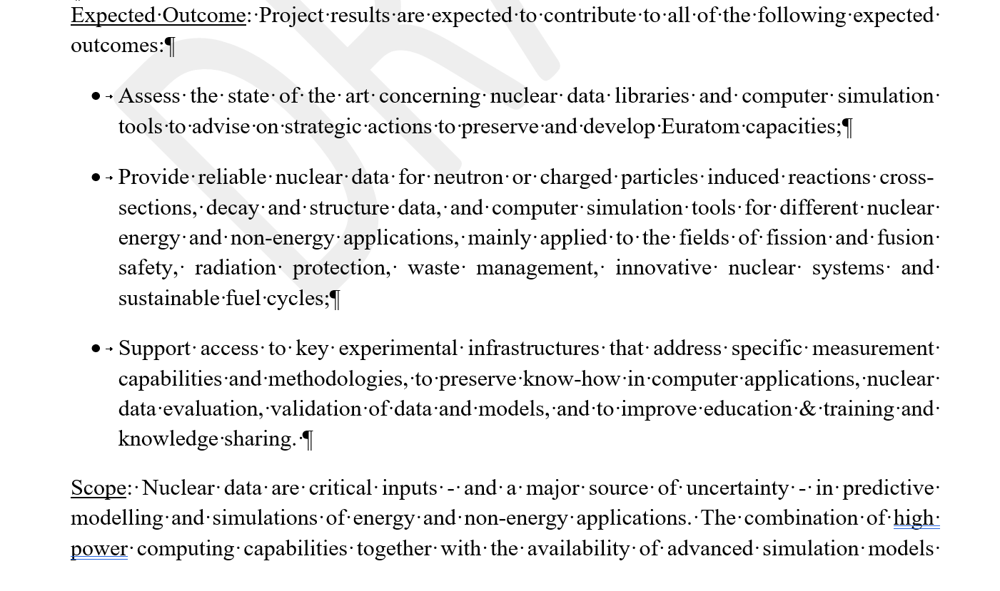 Expected Outcome: Project results are expected to contribute to all of the following expected
outcomes:¶
• Assess the state of the art concerning nuclear data libraries and computer simulation
tools to advise on strategic actions to preserve and develop Euratom capacities;¶
• Provide reliable nuclear data for neutron or charged particles induced reactions cross-
sections, decay and structure data, and computer simulation tools for different nuclear
energy and non-energy applications, mainly applied to the fields of fission and fusion
safety, radiation protection, waste management, innovative nuclear systems and
sustainable fuel cycles;¶
• Support access to key experimental infrastructures that address specific measurement
capabilities and methodologies, to preserve know-how in computer applications, nuclear
data evaluation, validation of data and models, and to improve education & training and
knowledge sharing. ¶
Scope: Nuclear data are critical inputs - and a major source of uncertainty - in predictive
modelling and simulations of energy and non-energy applications. The combination of high
power computing capabilities together with the availability of advanced simulation models